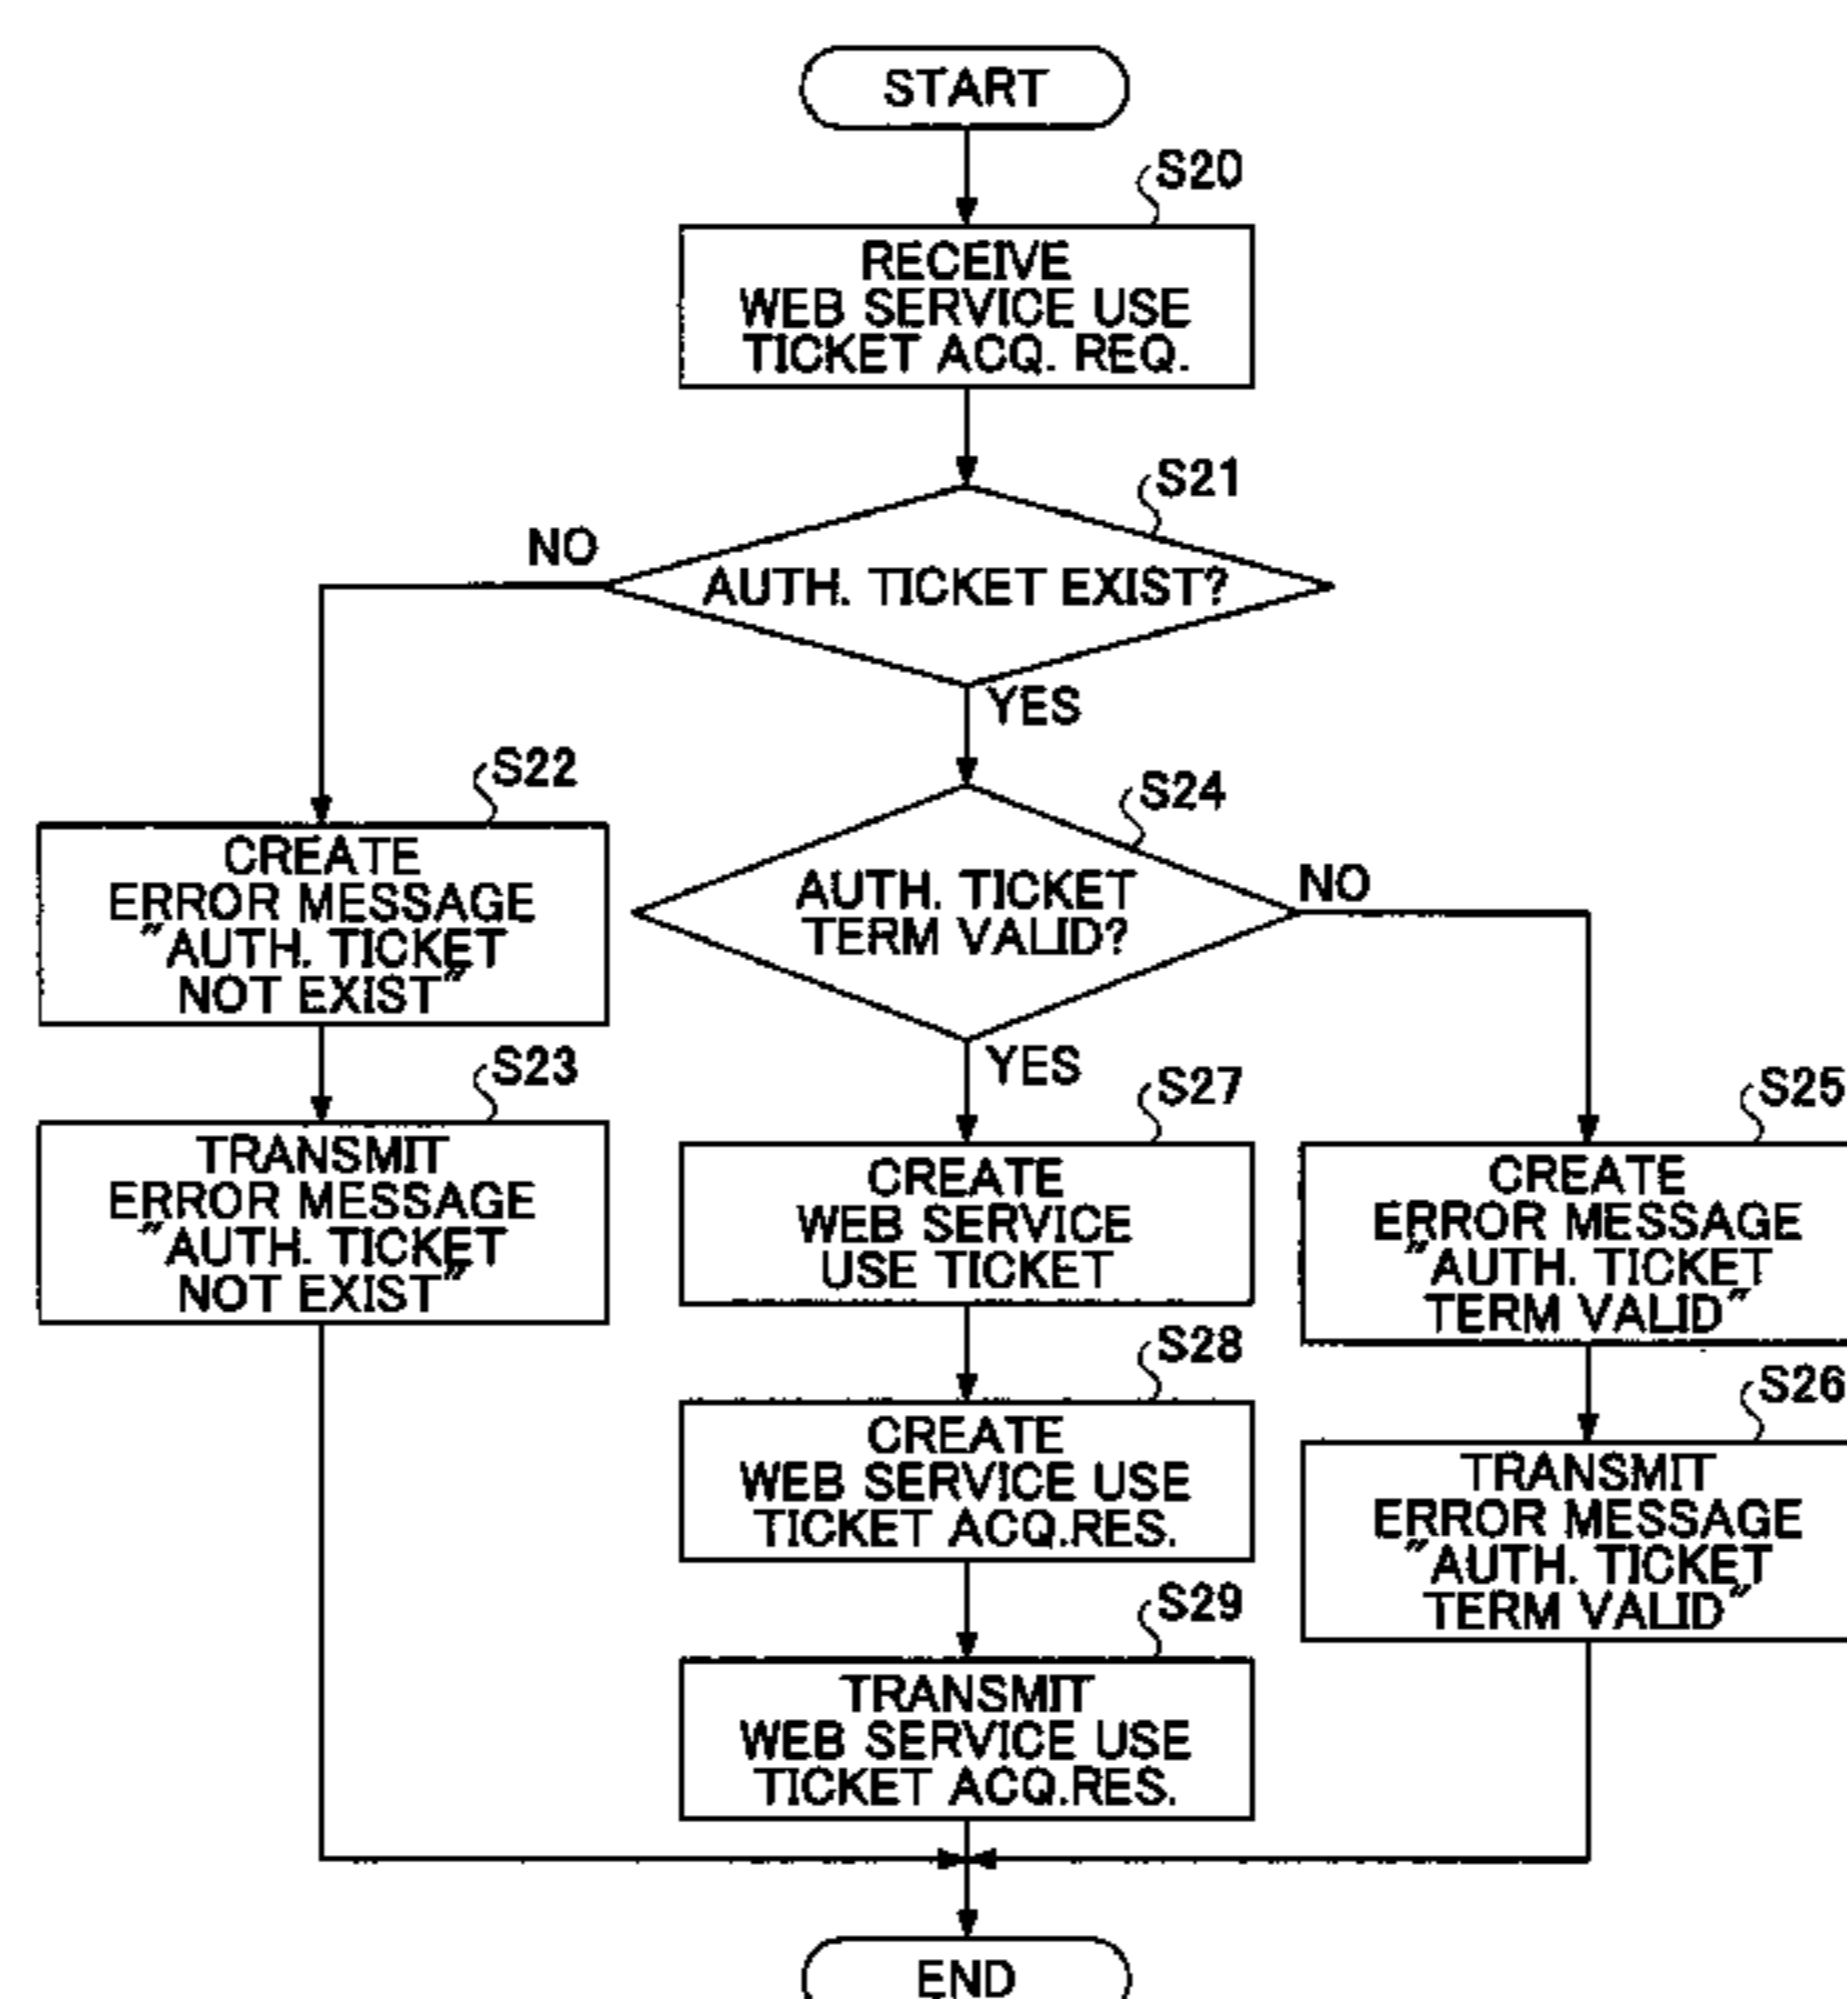 START
S20
RECEIVE
WEB SERVICE USE
TICKET ACQ. REQ.
S21
NO
AUTH. TICKET EXIST?
YES
S22
CREATE
ERROR MESSAGE
"AUTH. TICKET
NOT EXIST"
S23
TRANSMIT
ERROR MESSAGE
"AUTH. TICKET
NOT EXIST"
S24
AUTH. TICKET
TERM VALID?
NO
YES
S27
CREATE
WEB SERVICE
USE TICKET
S28
CREATE
WEB SERVICE USE
TICKET ACQ.RES.
S29
TRANSMIT
WEB SERVICE USE
TICKET ACQ.RES.
S25
CREATE
ERROR MESSAGE
"AUTH. TICKET
TERM VALID"
S26
TRANSMIT
ERROR MESSAGE
"AUTH. TICKET
TERM VALID"
END